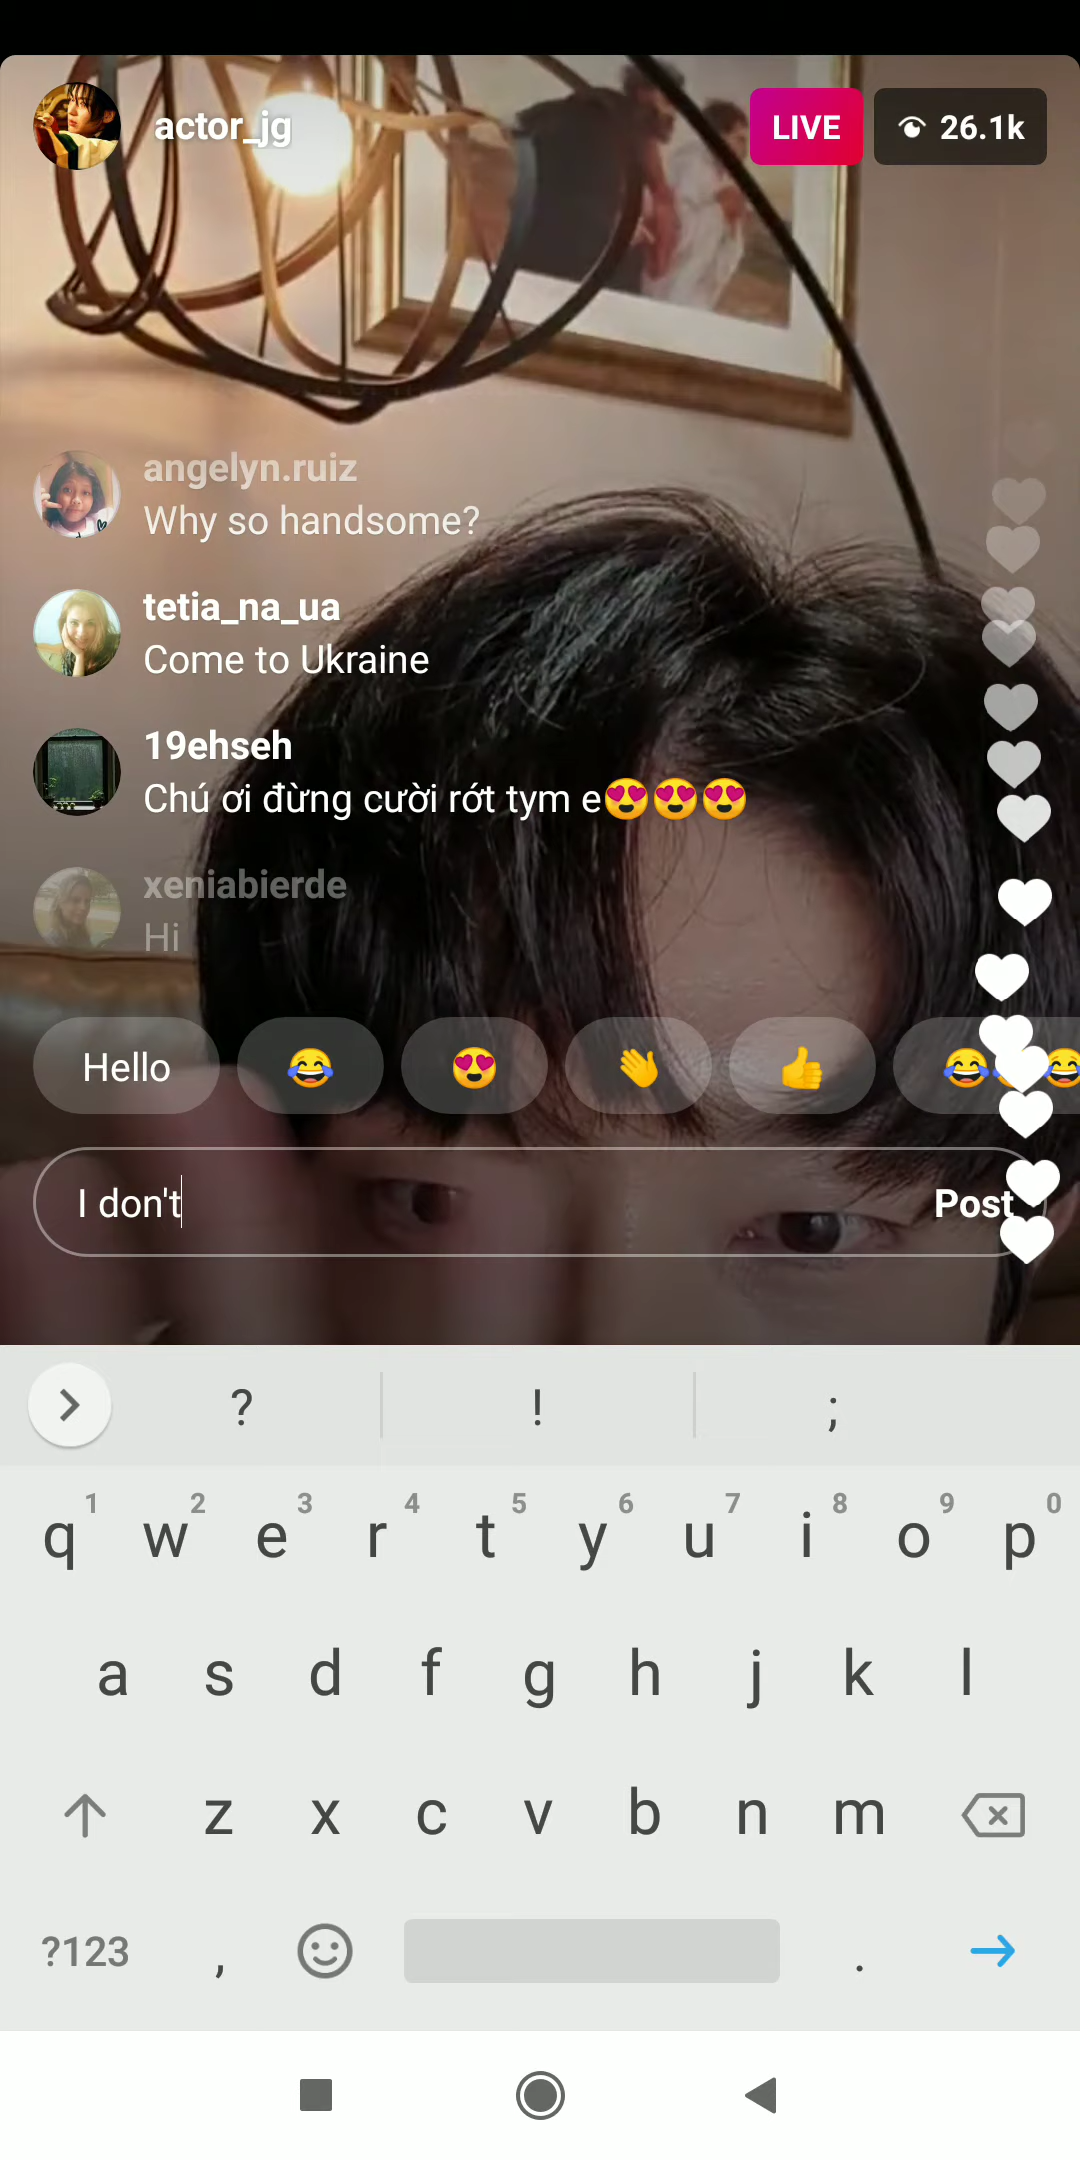 actor_jg
LIVE
26.1k
angelyn.ruiz
Why so handsome?
tetia_na_ua
Come to Ukraine
19ehseh
Chú ơi đừng cười rớt tym e😍😍😍
xeniabierde
Hi
Hello 😂 😍 👋 👍 😂😂
I don't
Post
? ! ;
1 2 3 4 5 6 7 8 9 0
q w e r t y u i o p
a s d f g h j k l
z x c v b n m
?123 , .